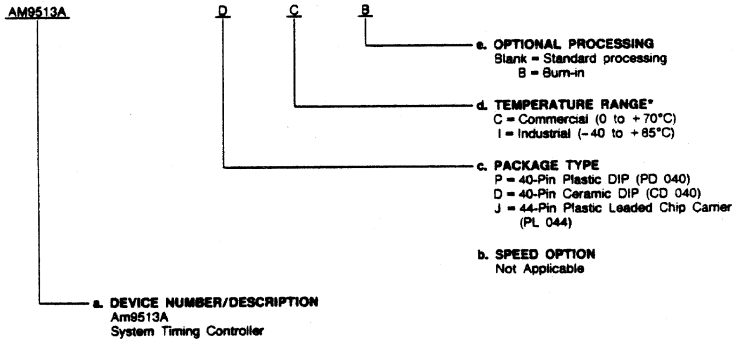 AM9513A D C B
e. OPTIONAL PROCESSING
Blank = Standard processing
B = Burn-in
d. TEMPERATURE RANGE*
C = Commercial (0 to +70°C)
I = Industrial (-40 to +85°C)
c. PACKAGE TYPE
P = 40-Pin Plastic DIP (PD 040)
D = 40-Pin Ceramic DIP (CD 040)
J = 44-Pin Plastic Leaded Chip Carrier
(PL 044)
b. SPEED OPTION
Not Applicable
a. DEVICE NUMBER/DESCRIPTION
Am9513A
System Timing Controller